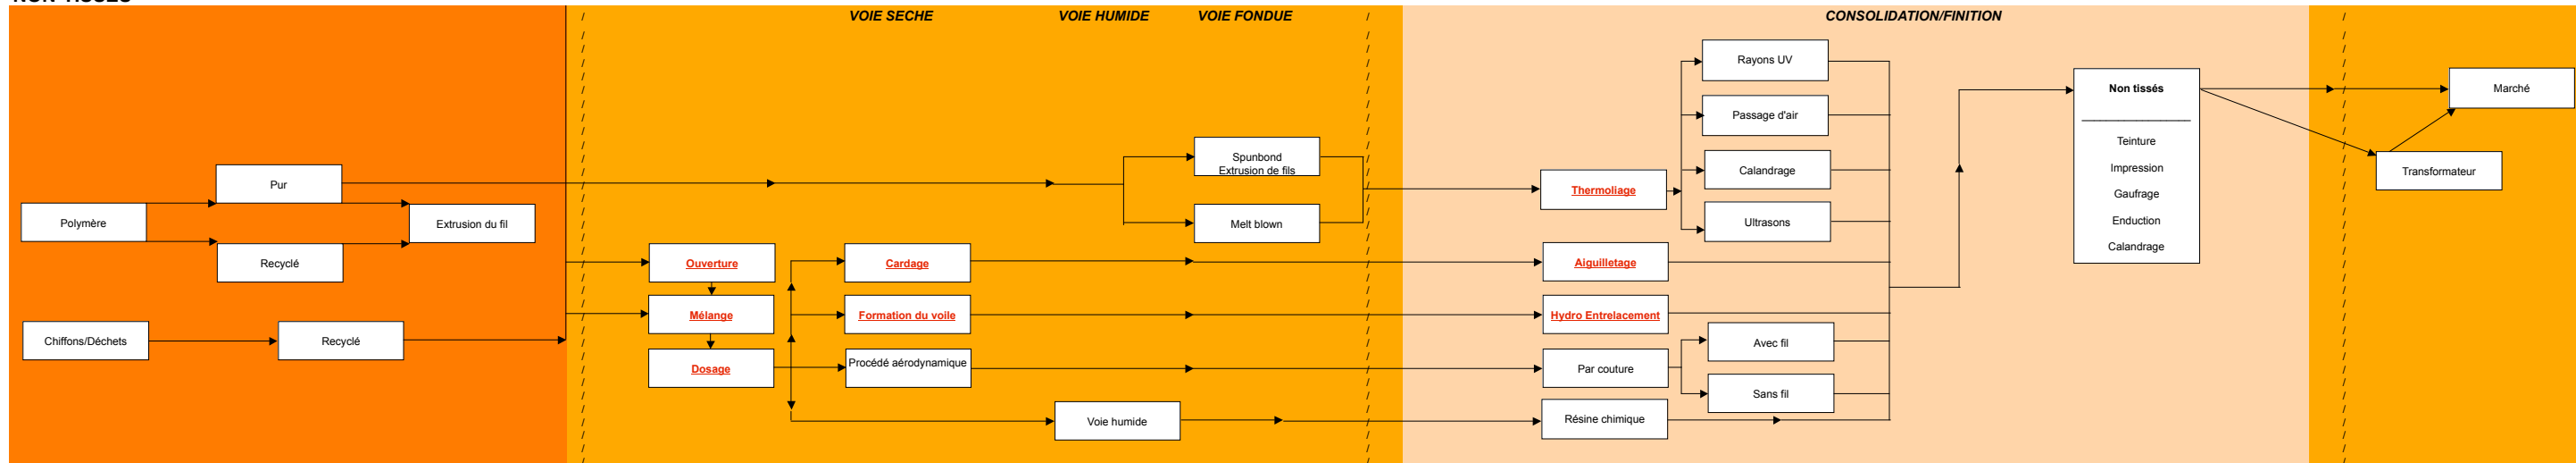 NON TISSES
VOIE SECHE
VOIE HUMIDE
VOIE FONDUE
CONSOLIDATION/FINITION
Polymère
Pur
Recyclé
Extrusion du fil
Chiffons/Déchets
Recyclé
Ouverture
Mélange
Dosage
Cardage
Formation du voile
Procédé aérodynamique
Voie humide
Spunbond
Extrusion de fils
Melt blown
Thermoliage
Aiguilletage
Hydro Entrelacement
Par couture
Résine chimique
Rayons UV
Passage d'air
Calandrage
Ultrasons
Avec fil
Sans fil
Non tissés
Teinture
Impression
Gaufrage
Enduction
Calandrage
Marché
Transformateur